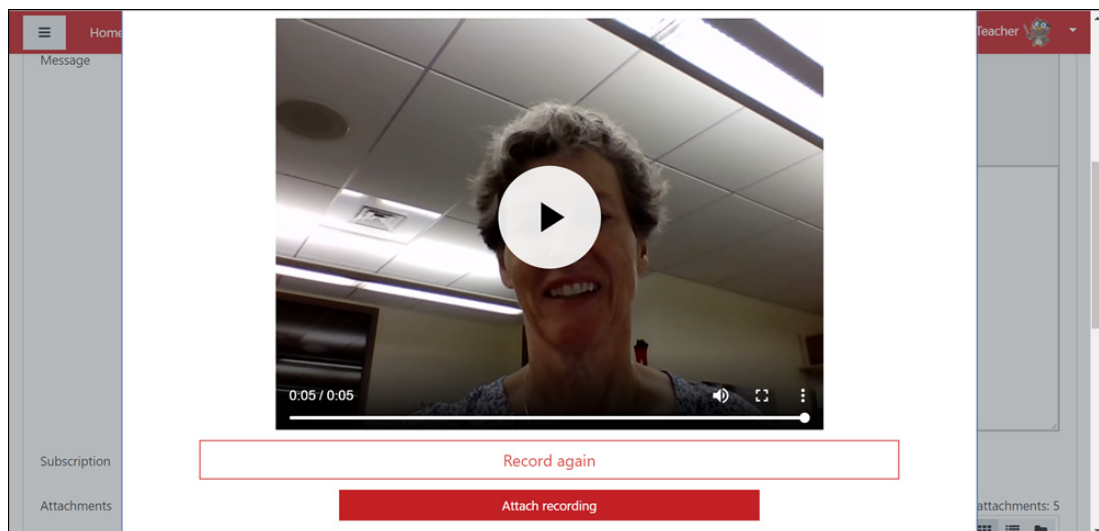 Home
Teacher
Message
0:05 / 0:05
Record again
Subscription
Attach recording
Attachments
attachments: 5